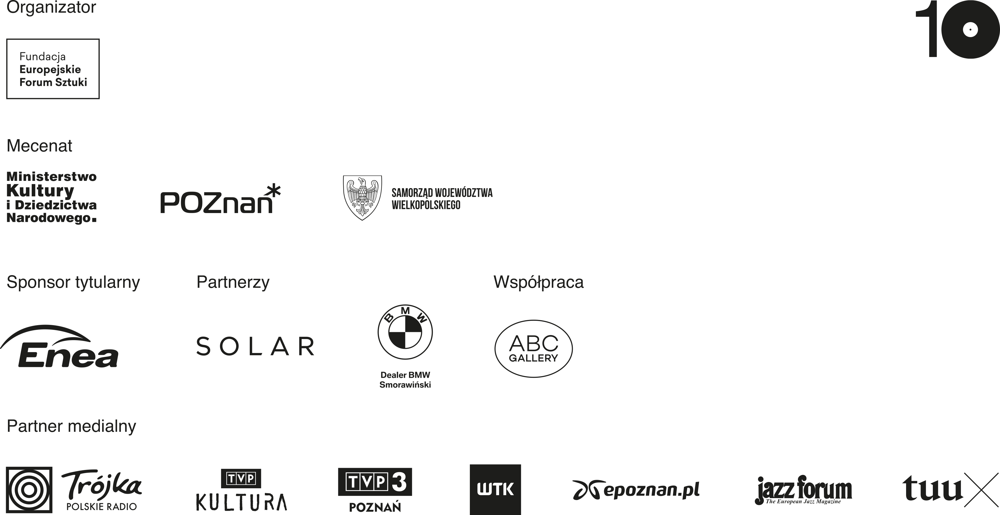 Organizator
10
Fundacja
Europejskie
Forum Sztuki
Mecenat
Ministerstwo
Kultury
i Dziedzictwa
Narodowego.
POZnań*
SAMORZĄD WOJEWÓDZTWA
WIELKOPOLSKIEGO
Sponsor tytularny
Partnerzy
Współpraca
Enea
SOLAR
BMW
Dealer BMW
Smorawiński
ABC
GALLERY
Partner medialny
Trójka
POLSKIE RADIO
TVP
KULTURA
TVP3
POZNAŃ
WTK
epoznan.pl
jazz forum
The European Jazz Magazine
tuu